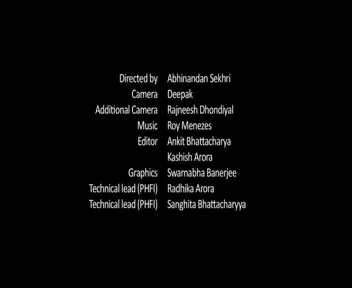 Directed by Abhinandan Sekhri
Camera Deepak
Additional Camera Rajneesh Dhondiyal
Music Roy Menezes
Editor Ankit Bhattacharya
Kashish Arora
Graphics Swarnabha Banerjee
Technical lead (PHFI) Radhika Arora
Technical lead (PHFI) Sanghita Bhattacharyya